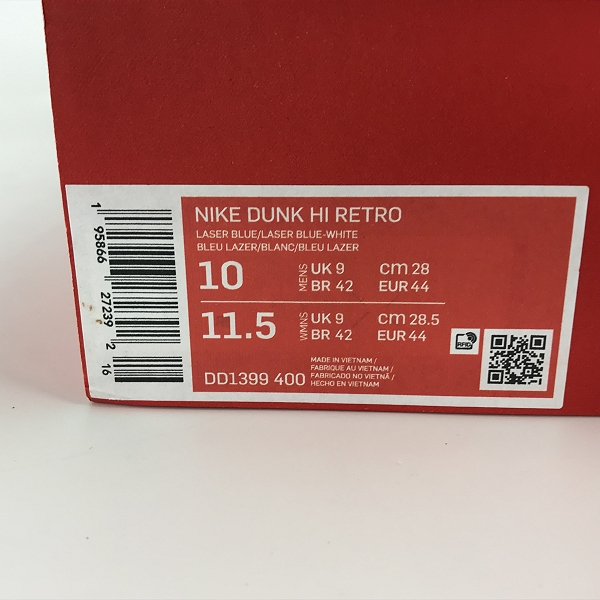 NIKE DUNK HI RETRO
LASER BLUE/LASER BLUE-WHITE
BLEU LAZER/BLANC/BLEU LAZER
10 MENS UK 9 cm 28
BR 42 EUR 44
11.5 WMNS UK 9 cm 28.5
BR 42 EUR 44
DD1399 400
MADE IN VIETNAM /
FABRIQUE AU VIETNAM /
FABRICADO NO VIETNÃ /
HECHO EN VIETNAM
RFID
1 95866 27239 2 16